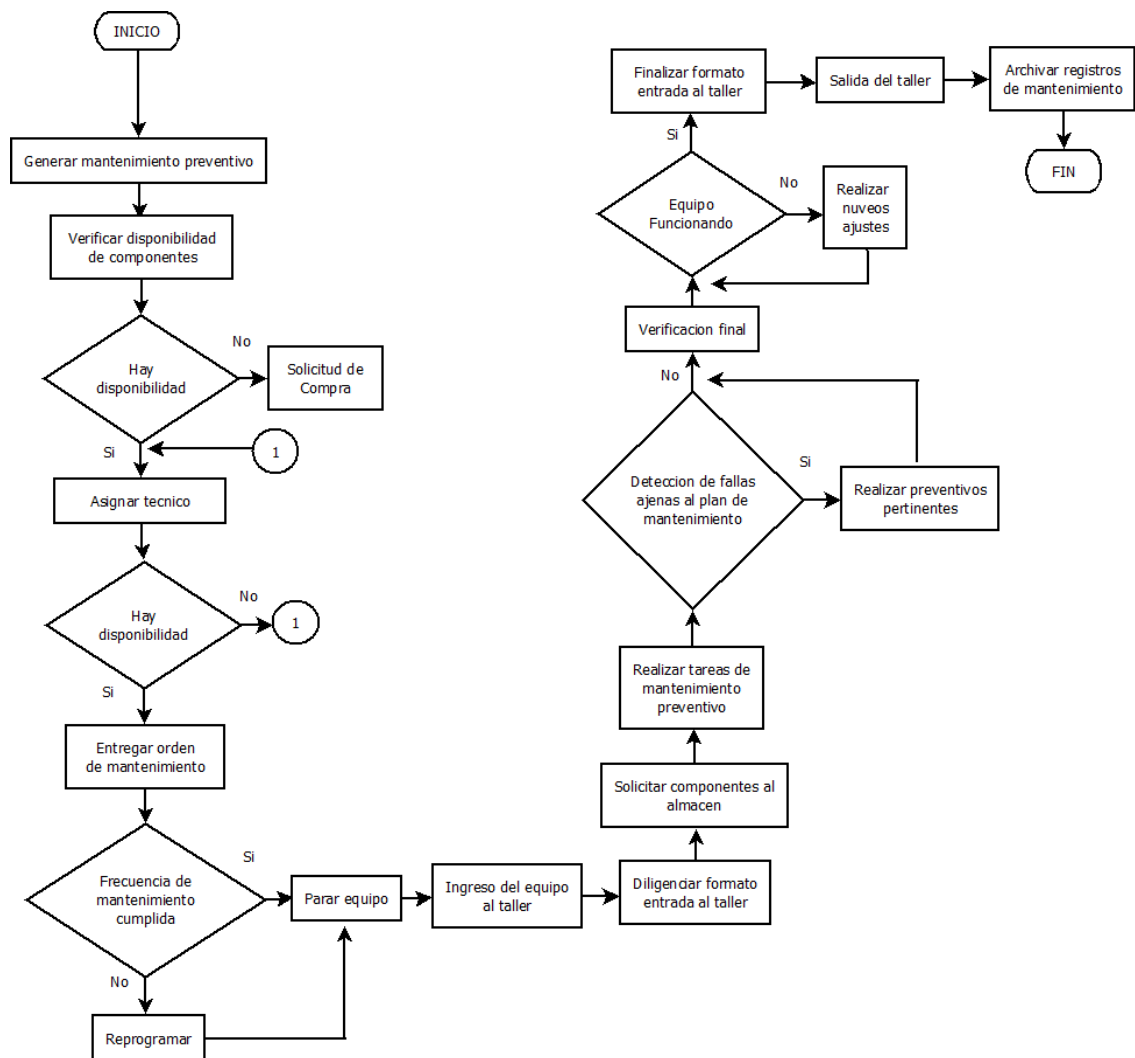 INICIO
Generar mantenimiento preventivo
Verificar disponibilidad
de componentes
Hay
disponibilidad
No
Solicitud de
Compra
Si
1
Asignar tecnico
Hay
disponibilidad
No
1
Si
Entregar orden
de mantenimiento
Frecuencia de
mantenimiento
cumplida
Si
No
Reprogramar
Parar equipo
Ingreso del equipo
al taller
Diligenciar formato
entrada al taller
Solicitar componentes al
almacen
Realizar tareas de
mantenimiento
preventivo
Deteccion de fallas
ajenas al plan de
mantenimiento
Si
Realizar preventivos
pertinentes
No
Verificacion final
Equipo
Funcionando
No
Realizar
nuveos
ajustes
Si
Finalizar formato
entrada al taller
Salida del taller
Archivar registros
de mantenimiento
FIN